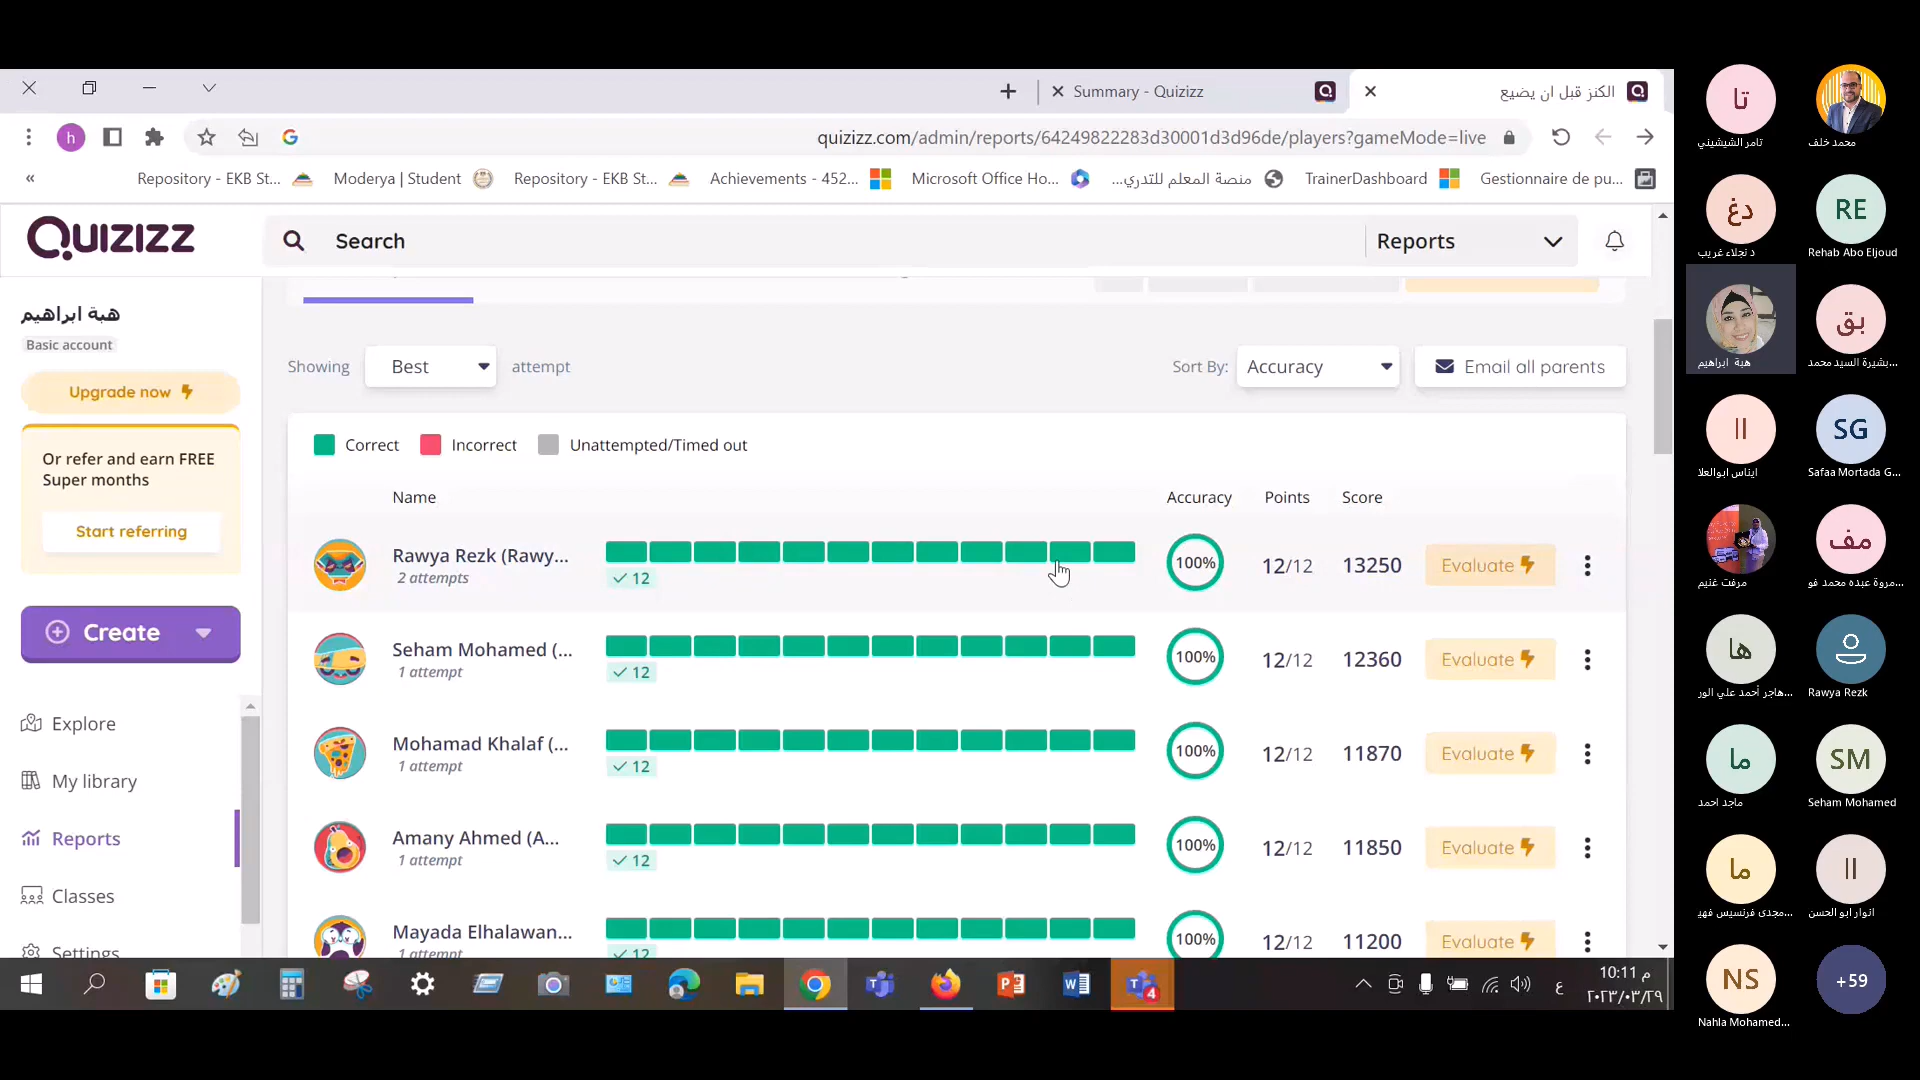 Summary - Quizizz
الكنز قبل ان يضيع
h
quizizz.com/admin/reports/64249822283d30001d3d96de/players?gameMode=live
«
Repository - EKB St...
Moderya | Student
Repository - EKB St...
Achievements - 452...
Microsoft Office Ho...
منصة المعلم للتدري...
TrainerDashboard
Gestionnaire de pu...
Quizizz
Search
Reports
هبة ابراهيم
Basic account
Upgrade now
Or refer and earn FREE
Super months
Start referring
Create
Explore
My library
Reports
Classes
Settings
Showing
Best
attempt
Sort By:
Accuracy
Email all parents
Correct
Incorrect
Unattempted/Timed out
Name
Accuracy
Points
Score
Rawya Rezk (Rawy...
2 attempts
12
100%
12/12
13250
Evaluate
Seham Mohamed (...
1 attempt
12
100%
12/12
12360
Evaluate
Mohamad Khalaf (...
1 attempt
12
100%
12/12
11870
Evaluate
Amany Ahmed (A...
1 attempt
12
100%
12/12
11850
Evaluate
Mayada Elhalawan...
1 attempt
12
100%
12/12
11200
Evaluate
4
ع
10:11 م
٢٠٢٣/٠٣/٢٩
تا
تامر الشيشيني
محمد خلف
دغ
د نجلاء غريب
RE
Rehab Abo Eljoud
هبة ابراهيم
بق
بشيرة السيد محمد...
اا
ايناس ابوالعلا
SG
Safaa Mortada G...
مرفت غنيم
مف
مروة عبده محمد فو...
ها
هاجر أحمد علي الور...
Rawya Rezk
ما
ماجد احمد
SM
Seham Mohamed
ما
مجدى فرنسيس فهي...
اا
انوار ابو الحسن
NS
Nahla Mohamed...
+59